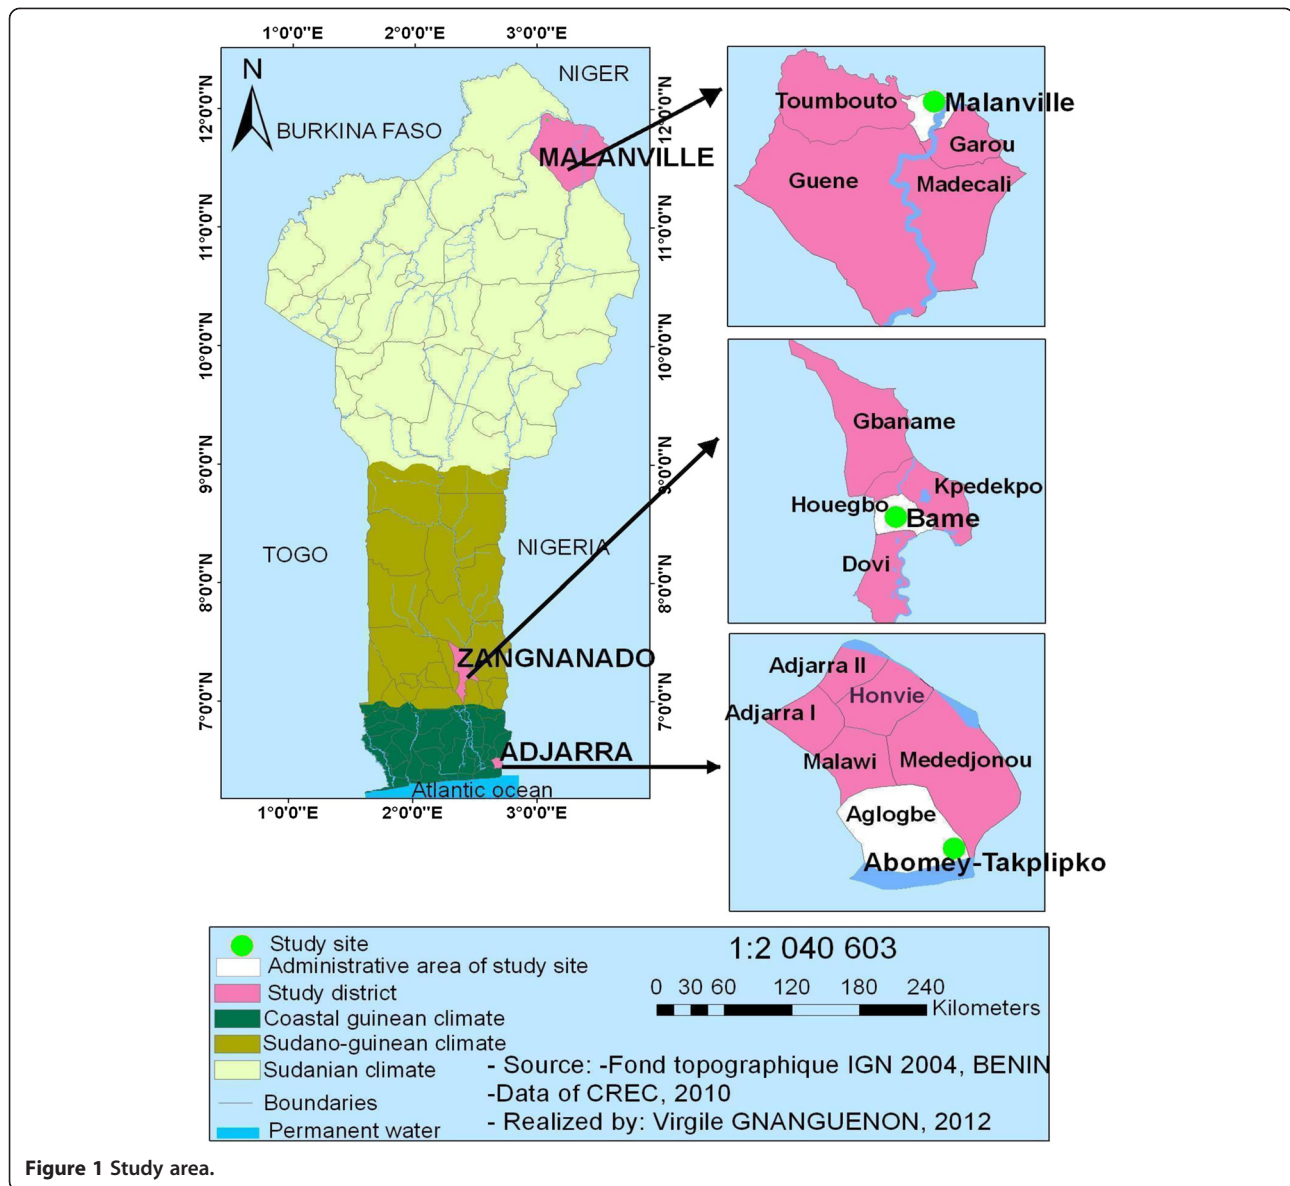 1°0'0"E 2°0'0"E 3°0'0"E
N
NIGER
BURKINA FASO
MALANVILLE
12°0'0"N
12°0'0"N
11°0'0"N
11°0'0"N
10°0'0"N
10°0'0"N
9°0'0"N
9°0'0"N
TOGO
NIGERIA
8°0'0"N
8°0'0"N
ZANGNANADO
7°0'0"N
7°0'0"N
ADJARRA
Atlantic ocean
1°0'0"E 2°0'0"E 3°0'0"E
Toumbouto
Malanville
Garou
Guene
Madecali
Gbaname
Kpedekpo
Houegbo
Bame
Dovi
Adjarra II
Honvie
Adjarra I
Malawi
Mededjonou
Aglogbe
Abomey-Takplipko
Study site
Administrative area of study site
Study district
Coastal guinean climate
Sudano-guinean climate
Sudanian climate
Boundaries
Permanent water
1:2 040 603
0 30 60 120 180 240
Kilometers
- Source: -Fond topographique IGN 2004, BENIN
-Data of CREC, 2010
- Realized by: Virgile GNANGUENON, 2012
Figure 1 Study area.